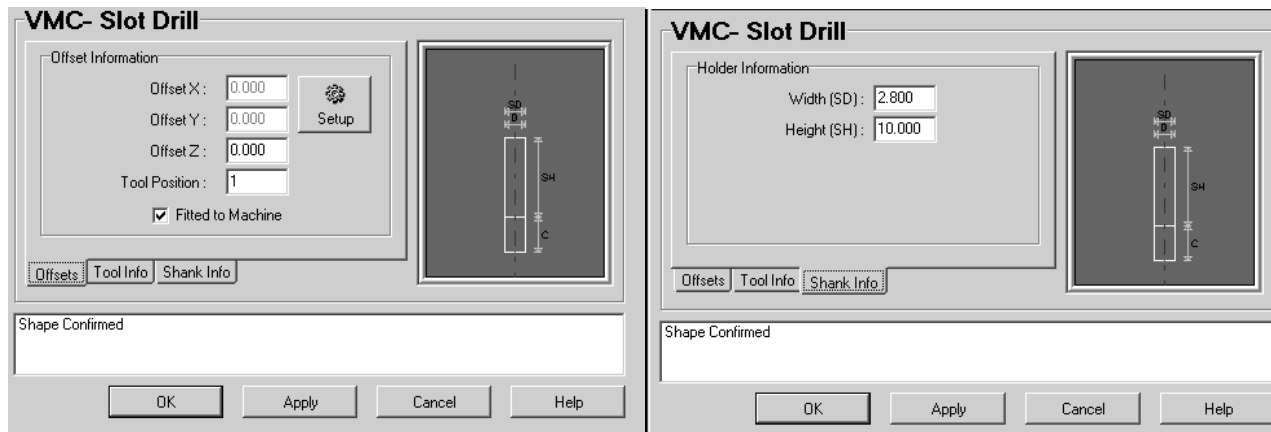 VMC- Slot Drill
Offset Information
Offset X : 0.000
Offset Y : 0.000
Setup
Offset Z : 0.000
Tool Position : 1
Fitted to Machine
SD
D
SH
C
Offsets Tool Info Shank Info
Shape Confirmed
OK Apply Cancel Help
VMC- Slot Drill
Holder Information
Width (SD) : 2.800
Height (SH) : 10.000
SD
D
SH
C
Offsets Tool Info Shank Info
Shape Confirmed
OK Apply Cancel Help